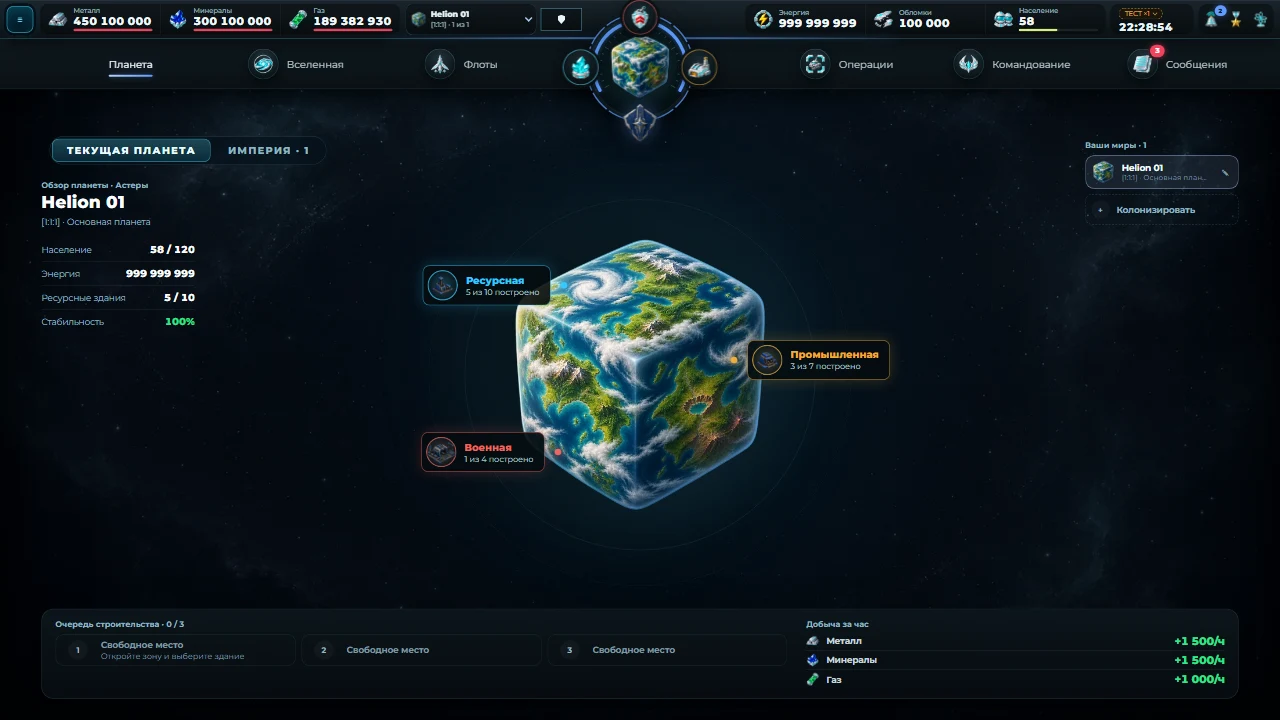 Металл
450 100 000
Минералы
300 100 000
Газ
189 382 930
Helion 01
[1:1:1] · 1 из 1
Энергия
999 999 999
Обломки
100 000
Население
58
ТЕСТ ×1
22:28:54
2
Планета
Вселенная
Флоты
Операции
Командование
3
Сообщения
ТЕКУЩАЯ ПЛАНЕТА
ИМПЕРИЯ · 1
Обзор планеты · Астеры
Helion 01
[1:1:1] · Основная планета
Население 58 / 120
Энергия 999 999 999
Ресурсные здания 5 / 10
Стабильность 100%
Ваши миры · 1
Helion 01
[1:1:1] · Основная план...
+ Колонизировать
Ресурсная
5 из 10 построено
Промышленная
3 из 7 построено
Военная
1 из 4 построено
Очередь строительства · 0 / 3
1 Свободное место
Откройте зону и выберите здание
2 Свободное место
3 Свободное место
Добыча за час
Металл +1 500/ч
Минералы +1 500/ч
Газ +1 000/ч